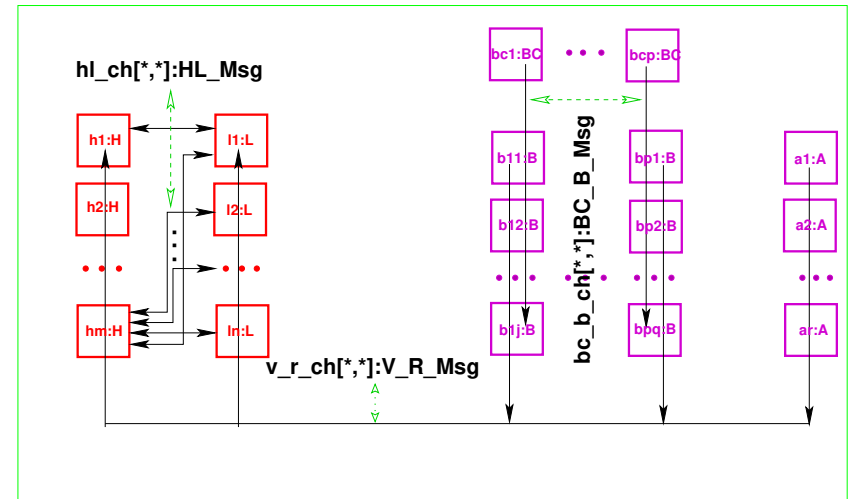 bc1:BC
bcp:BC
hl_ch[*,*]:HL_Msg
h1:H
l1:L
b11:B
bp1:B
a1:A
h2:H
l2:L
b12:B
bp2:B
a2:A
bc_b_ch[*,*]:BC_B_Msg
hm:H
ln:L
b1j:B
bpq:B
ar:A
v_r_ch[*,*]:V_R_Msg